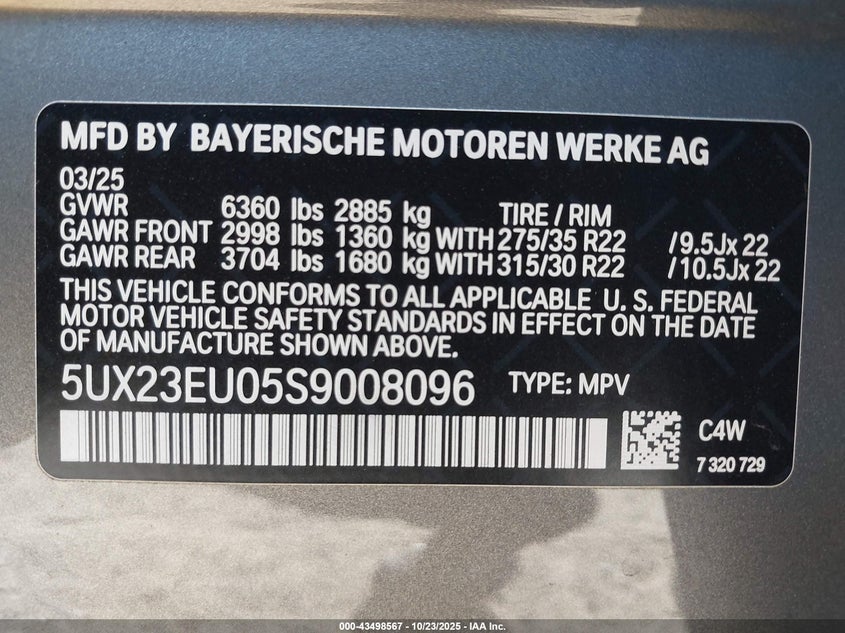 MFD BY BAYERISCHE MOTOREN WERKE AG
03/25
GVWR 6360 lbs 2885 kg TIRE / RIM
GAWR FRONT 2998 lbs 1360 kg WITH 275/35 R22 /9.5Jx 22
GAWR REAR 3704 lbs 1680 kg WITH 315/30 R22 /10.5Jx 22
THIS VEHICLE CONFORMS TO ALL APPLICABLE U. S. FEDERAL
MOTOR VEHICLE SAFETY STANDARDS IN EFFECT ON THE DATE
OF MANUFACTURE SHOWN ABOVE.
5UX23EU05S9008096 TYPE: MPV
C4W
7 320 729
000-43498567 - 10/23/2025 - IAA Inc.